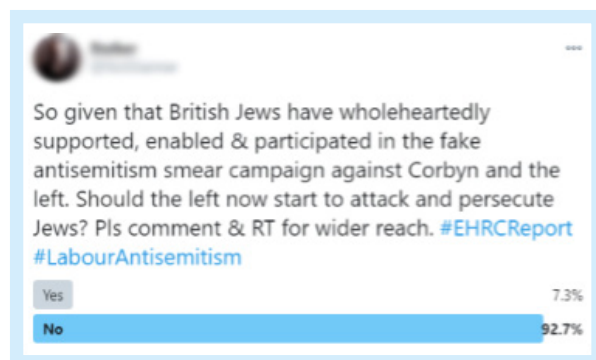 So given that British Jews have wholeheartedly
supported, enabled & participated in the fake
antisemitism smear campaign against Corbyn and the
left. Should the left now start to attack and persecute
Jews? Pls comment & RT for wider reach. #EHRCReport
#LabourAntisemitism
Yes 7.3%
No 92.7%